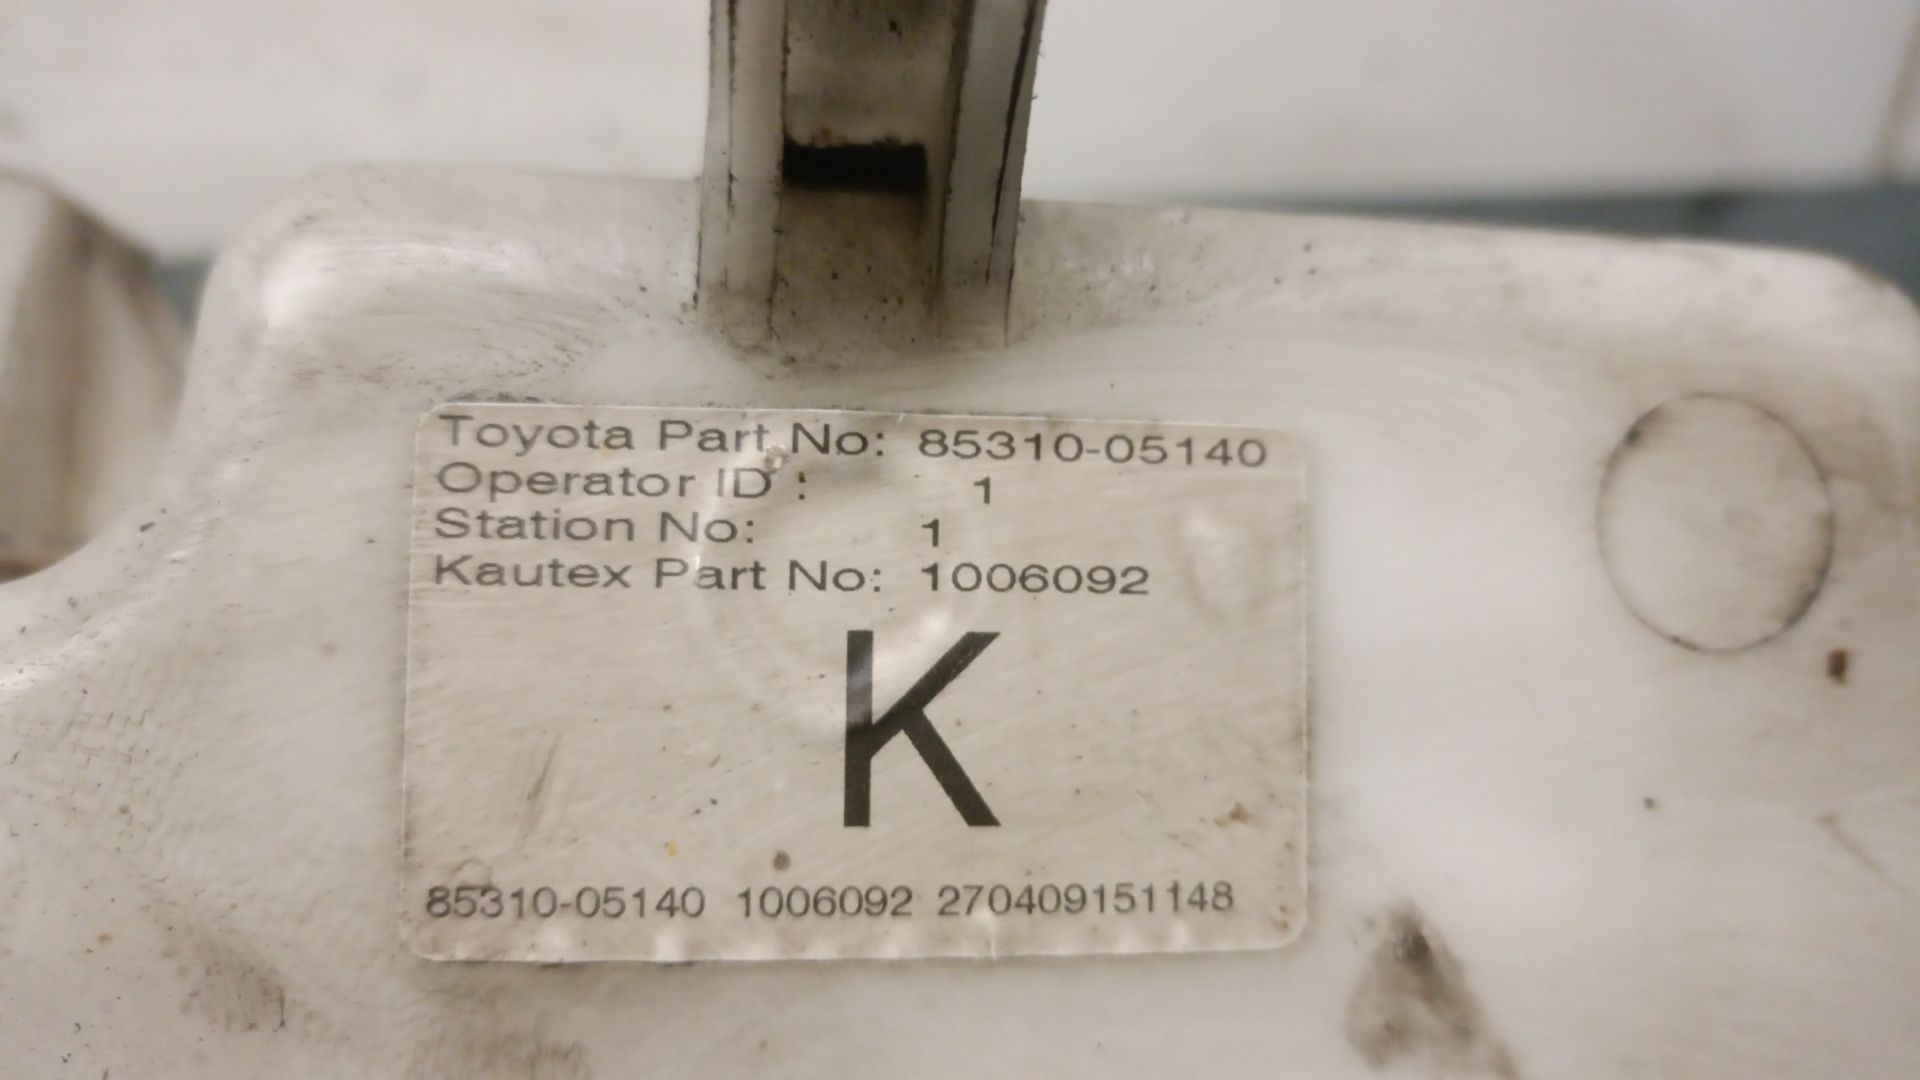 Toyota Part No: 85310-05140
Operator ID : 1
Station No: 1
Kautex Part No: 1006092
K
85310-05140 1006092 270409151148